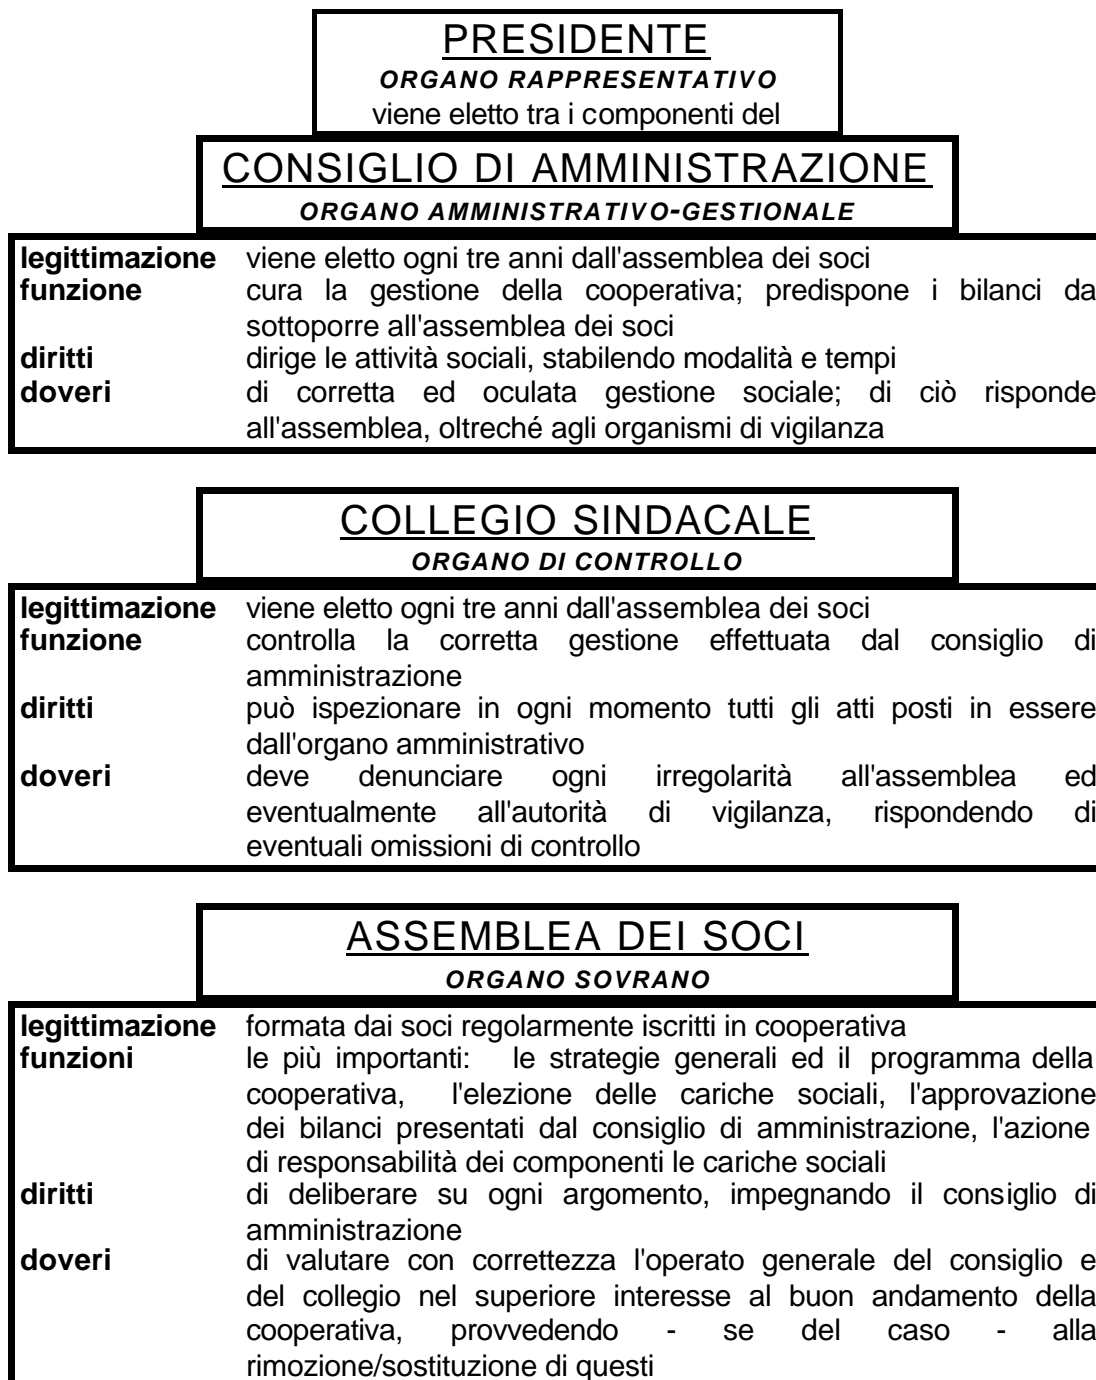 PRESIDENTE
ORGANO RAPPRESENTATIVO
viene eletto tra i componenti del
CONSIGLIO DI AMMINISTRAZIONE
ORGANO AMMINISTRATIVO-GESTIONALE
legittimazione viene eletto ogni tre anni dall'assemblea dei soci
funzione cura la gestione della cooperativa; predispone i bilanci da
sottoporre all'assemblea dei soci
diritti dirige le attività sociali, stabilendo modalità e tempi
doveri di corretta ed oculata gestione sociale; di ciò risponde
all'assemblea, oltreché agli organismi di vigilanza
COLLEGIO SINDACALE
ORGANO DI CONTROLLO
legittimazione viene eletto ogni tre anni dall'assemblea dei soci
funzione controlla la corretta gestione effettuata dal consiglio di
amministrazione
diritti può ispezionare in ogni momento tutti gli atti posti in essere
dall'organo amministrativo
doveri deve denunciare ogni irregolarità all'assemblea ed
eventualmente all'autorità di vigilanza, rispondendo di
eventuali omissioni di controllo
ASSEMBLEA DEI SOCI
ORGANO SOVRANO
legittimazione formata dai soci regolarmente iscritti in cooperativa
funzioni le più importanti: le strategie generali ed il programma della
cooperativa, l'elezione delle cariche sociali, l'approvazione
dei bilanci presentati dal consiglio di amministrazione, l'azione
di responsabilità dei componenti le cariche sociali
diritti di deliberare su ogni argomento, impegnando il consiglio di
amministrazione
doveri di valutare con correttezza l'operato generale del consiglio e
del collegio nel superiore interesse al buon andamento della
cooperativa, provvedendo - se del caso - alla
rimozione/sostituzione di questi